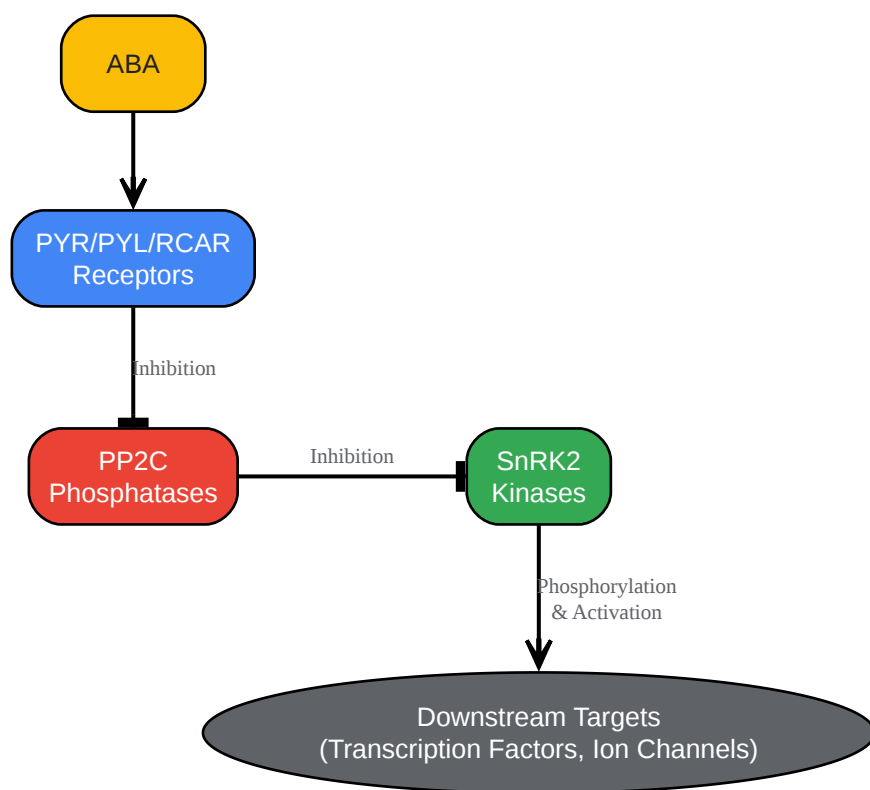 ABA
PYR/PYL/RCAR
Receptors
Inhibition
PP2C
Phosphatases
Inhibition
SnRK2
Kinases
Phosphorylation
& Activation
Downstream Targets
(Transcription Factors, Ion Channels)